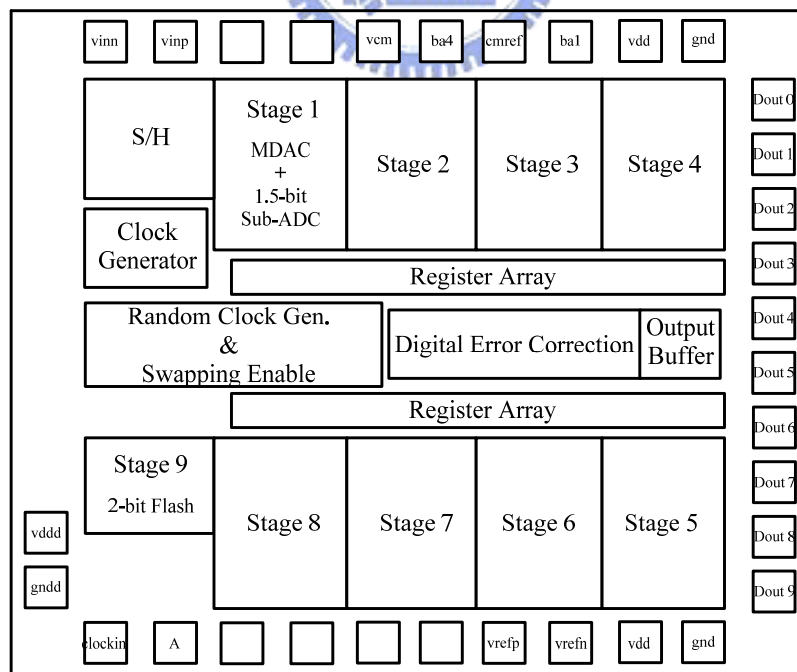 vinn vinp vcm ba4 cmref ba1 vdd gnd
S/H
Stage 1
MDAC
+
1.5-bit
Sub-ADC
Stage 2
Stage 3
Stage 4
Clock
Generator
Register Array
Random Clock Gen.
&
Swapping Enable
Digital Error Correction
Output
Buffer
Register Array
Stage 9
2-bit Flash
Stage 8
Stage 7
Stage 6
Stage 5
Dout 0
Dout 1
Dout 2
Dout 3
Dout 4
Dout 5
Dout 6
Dout 7
Dout 8
Dout 9
vddd
gndd
clockin A vrefp vrefn vdd gnd